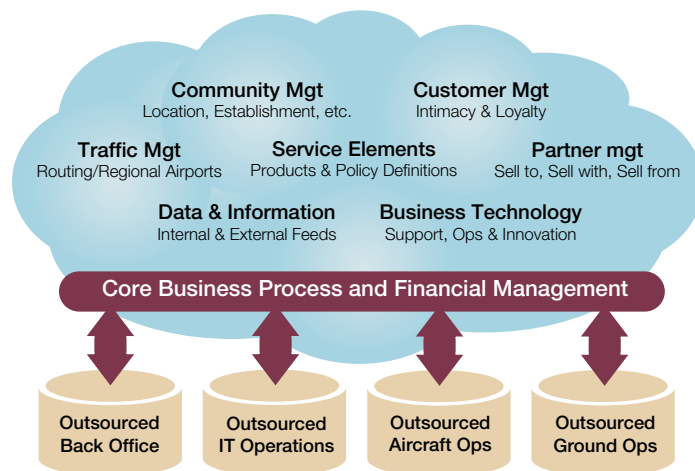 Community Mgt
Location, Establishment, etc.
Customer Mgt
Intimacy & Loyalty
Traffic Mgt
Routing/Regional Airports
Service Elements
Products & Policy Definitions
Partner mgt
Sell to, Sell with, Sell from
Data & Information
Internal & External Feeds
Business Technology
Support, Ops & Innovation
Core Business Process and Financial Management
Outsourced
Back Office
Outsourced
IT Operations
Outsourced
Aircraft Ops
Outsourced
Ground Ops